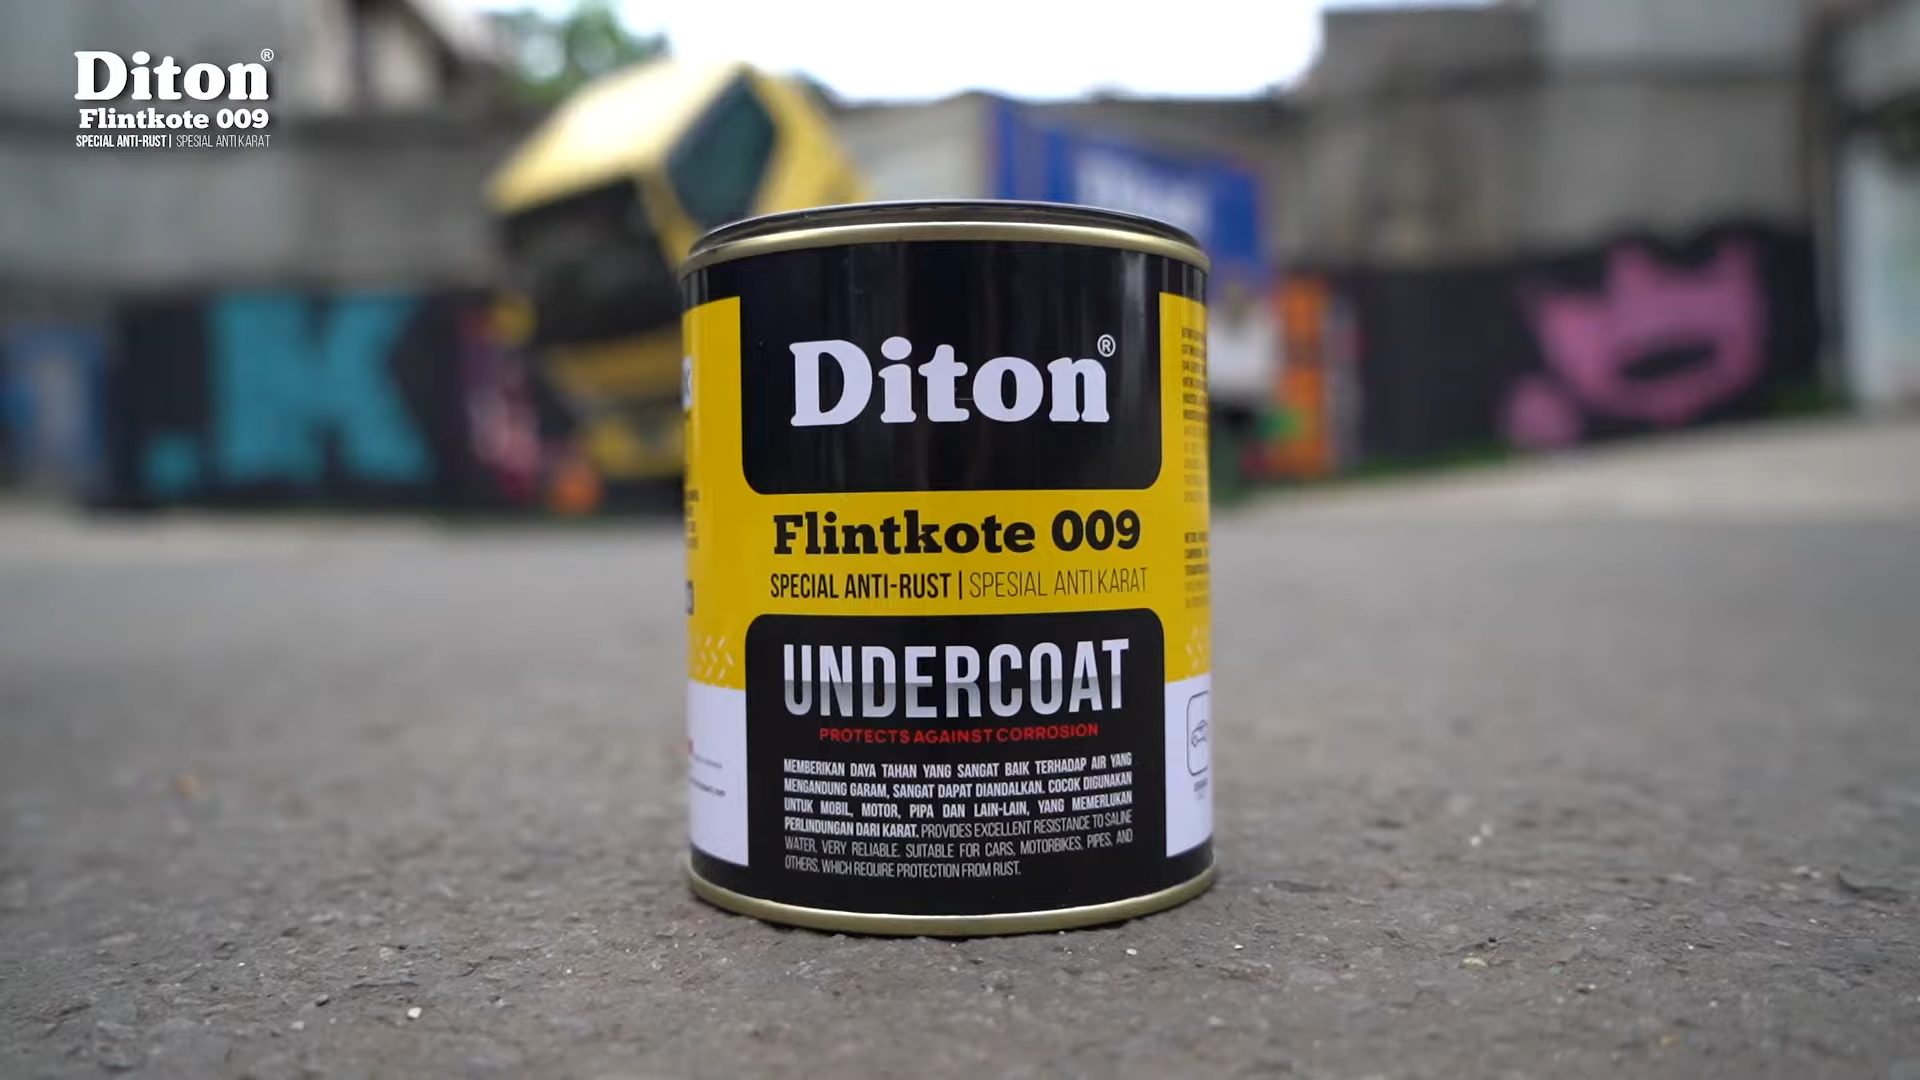 Diton®
Flintkote 009
SPECIAL ANTI-RUST | SPESIAL ANTI KARAT
.K
Diton®
Flintkote 009
SPECIAL ANTI-RUST | SPESIAL ANTI KARAT
UNDERCOAT
PROTECTS AGAINST CORROSION
MEMBERIKAN DAYA TAHAN YANG SANGAT BAIK TERHADAP AIR YANG
MENGANDUNG GARAM, SANGAT DAPAT DIANDALKAN. COCOK DIGUNAKAN
UNTUK MOBIL, MOTOR, PIPA DAN LAIN-LAIN, YANG MEMERLUKAN
PERLINDUNGAN DARI KARAT. PROVIDES EXCELLENT RESISTANCE TO SALINE
WATER, VERY RELIABLE. SUITABLE FOR CARS, MOTORBIKES, PIPES, AND
OTHERS, WHICH REQUIRE PROTECTION FROM RUST.